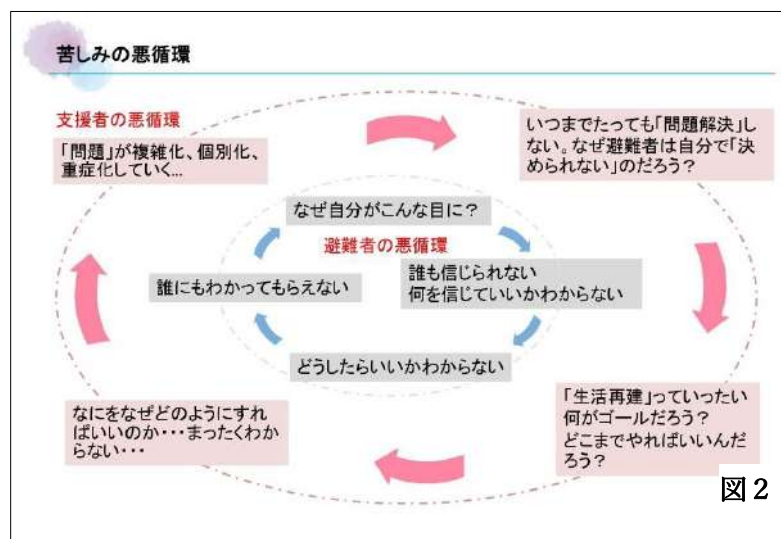 苦しみの悪循環
支援者の悪循環
「問題」が複雑化、個別化、
重症化していく...
いつまでたっても「問題解決」し
ない。なぜ避難者は自分で「決
められない」のだろう？
なぜ自分がこんな目に？
避難者の悪循環
誰にもわかってもらえない
誰も信じられない
何を信じていいかわからない
どうしたらいいかわからない
なにをなぜどのようにすれ
ばいいのか・・・まったくわか
らない・・・
「生活再建」っていったい
何がゴールだろう？
どこまでやればいいんだ
ろう？
図２